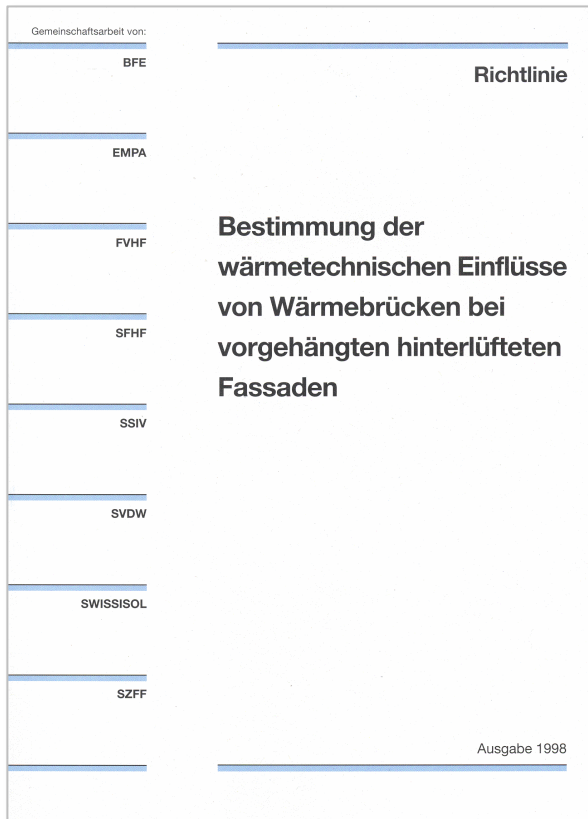 Gemeinschaftsarbeit von:
BFE
EMPA
FVHF
SFHF
SSIV
SVDW
SWISSISOL
SZFF
Richtlinie
Bestimmung der
wärmetechnischen Einflüsse
von Wärmebrücken bei
vorgehängten hinterlüfteten
Fassaden
Ausgabe 1998